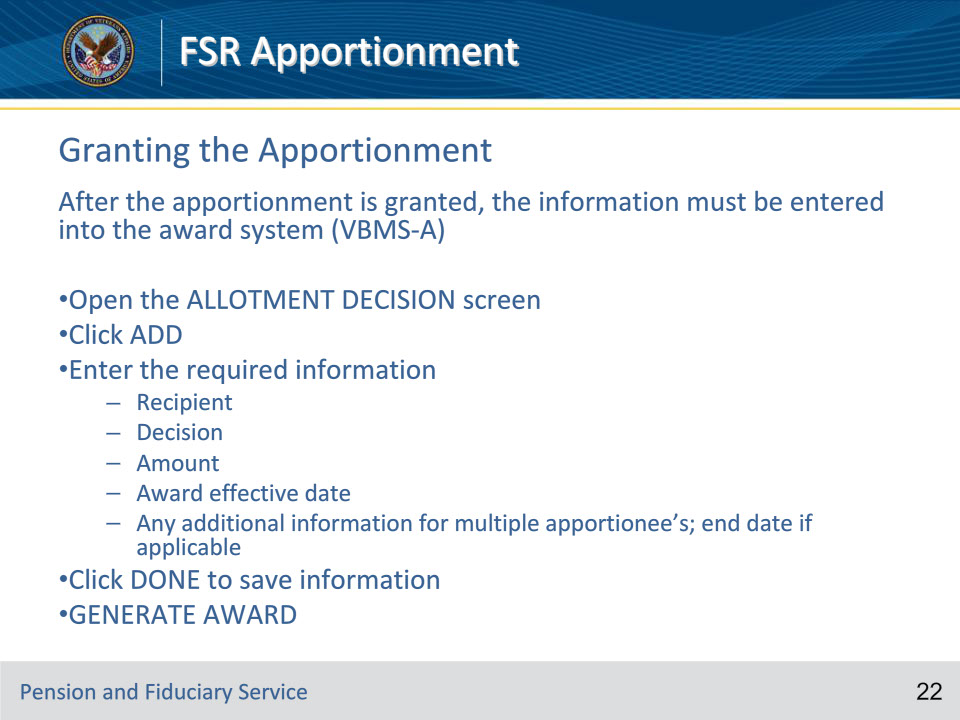 FSR Apportionment
Granting the Apportionment
After the apportionment is granted, the information must be entered
into the award system (VBMS-A)
•Open the ALLOTMENT DECISION screen
•Click ADD
•Enter the required information
– Recipient
– Decision
– Amount
– Award effective date
– Any additional information for multiple apportionee’s; end date if
applicable
•Click DONE to save information
•GENERATE AWARD
Pension and Fiduciary Service
22